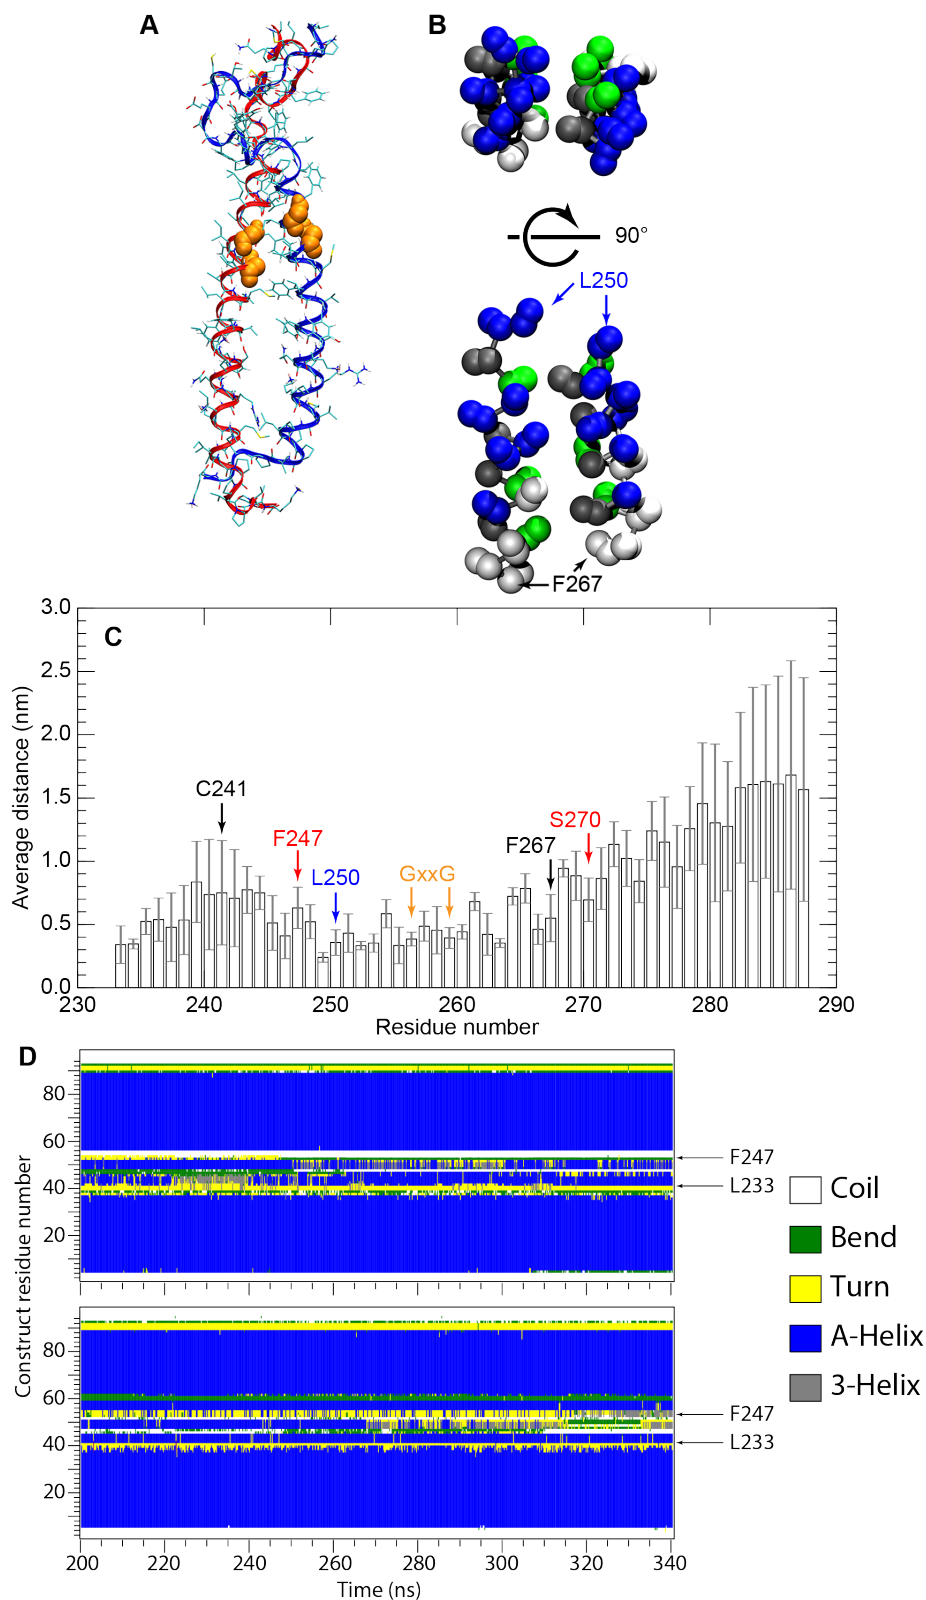 A
B
90°
L250
F267
C
3.0
2.5
2.0
1.5
1.0
0.5
0.0
Average distance (nm)
C241
F247
L250
GxxG
F267
S270
230
240
250
260
270
280
290
Residue number
D
80
60
40
20
F247
L233
Construct residue number
80
60
40
20
F247
L233
200
220
240
260
280
300
320
340
Time (ns)
Coil
Bend
Turn
A-Helix
3-Helix